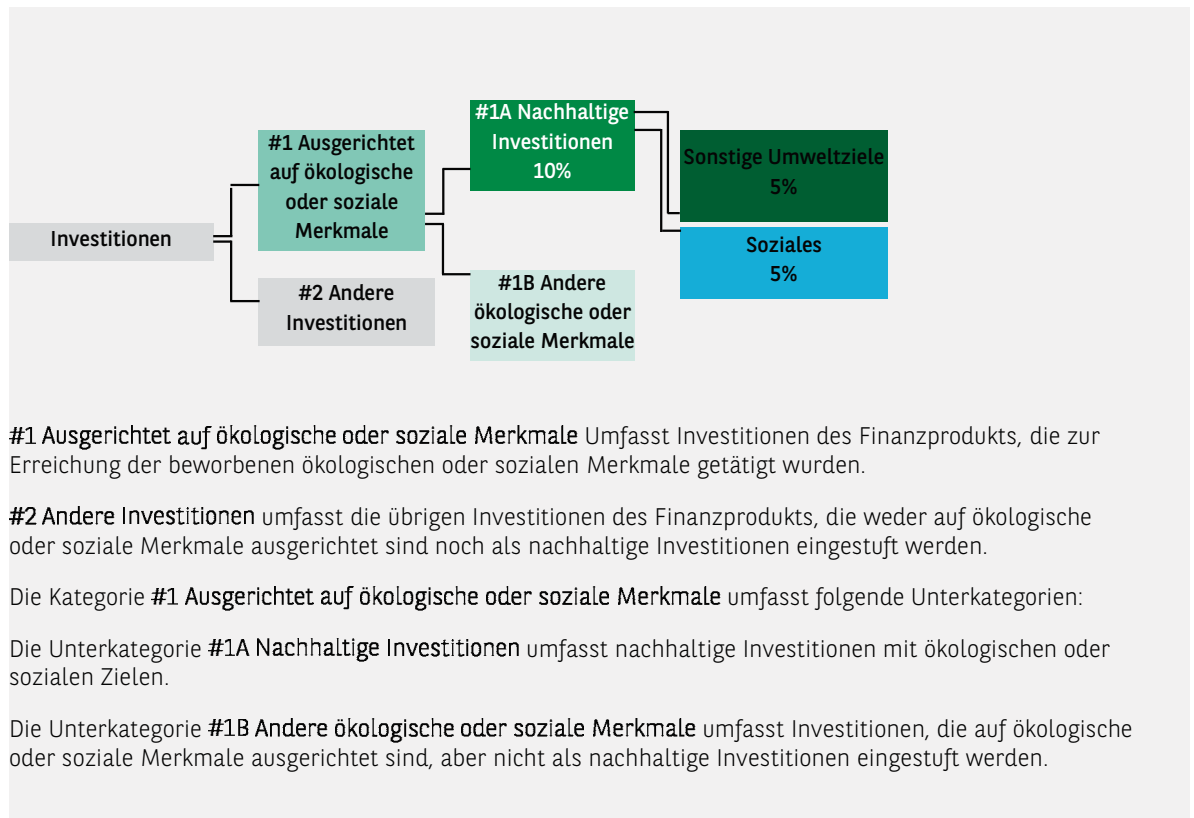 #1A Nachhaltige
Investitionen
10%
#1 Ausgerichtet
auf ökologische
oder soziale
Merkmale
Sonstige Umweltziele
5%
Investitionen
Soziales
5%
#2 Andere
Investitionen
#1B Andere
ökologische oder
soziale Merkmale
#1 Ausgerichtet auf ökologische oder soziale Merkmale Umfasst Investitionen des Finanzprodukts, die zur
Erreichung der beworbenen ökologischen oder sozialen Merkmale getätigt wurden.
#2 Andere Investitionen umfasst die übrigen Investitionen des Finanzprodukts, die weder auf ökologische
oder soziale Merkmale ausgerichtet sind noch als nachhaltige Investitionen eingestuft werden.
Die Kategorie #1 Ausgerichtet auf ökologische oder soziale Merkmale umfasst folgende Unterkategorien:
Die Unterkategorie #1A Nachhaltige Investitionen umfasst nachhaltige Investitionen mit ökologischen oder
sozialen Zielen.
Die Unterkategorie #1B Andere ökologische oder soziale Merkmale umfasst Investitionen, die auf ökologische
oder soziale Merkmale ausgerichtet sind, aber nicht als nachhaltige Investitionen eingestuft werden.